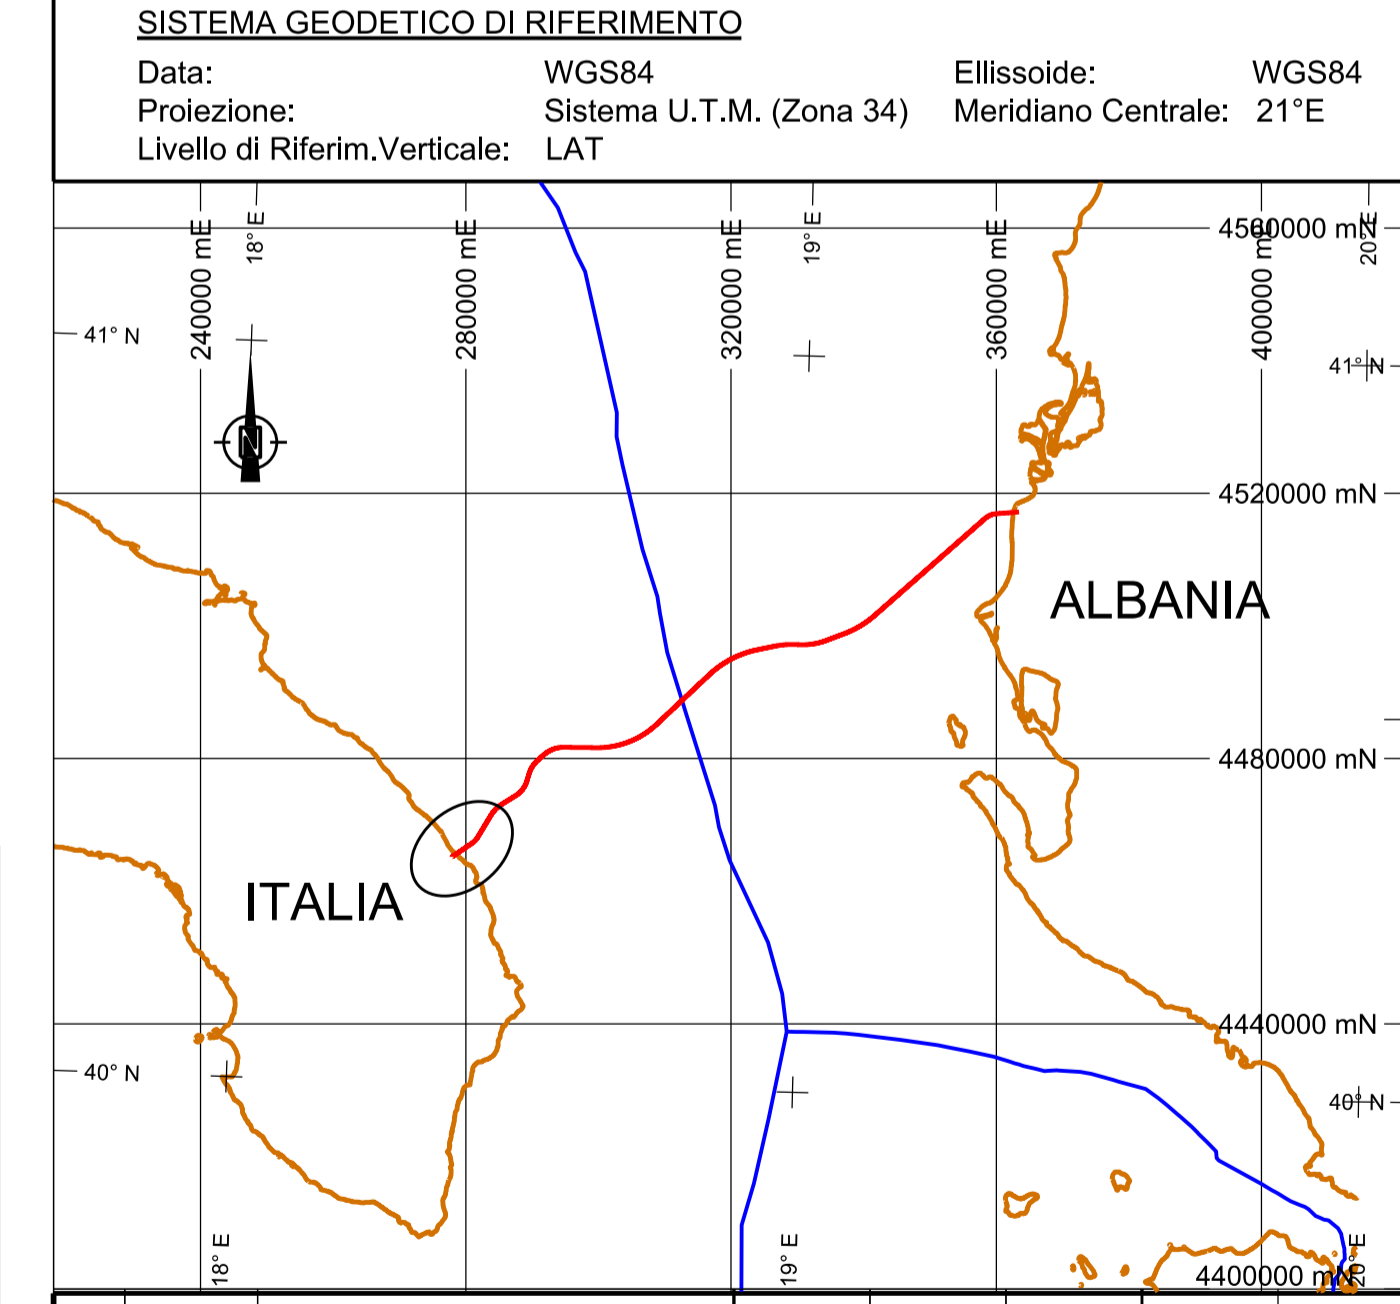 SISTEMA GEODETICO DI RIFERIMENTO
Data: WGS84 Ellissoide: WGS84
Proiezione: Sistema U.T.M. (Zona 34) Meridiano Centrale: 21°E
Livello di Riferim.Verticale: LAT
240000 mE
18° E
280000 mE
320000 mE
19° E
360000 mE
400000 mE
20° E
4560000 mN
41° N
41° N
N
4520000 mN
ALBANIA
4480000 mN
ITALIA
4440000 mN
40° N
40° N
18° E
19° E
20° E
4400000 mN